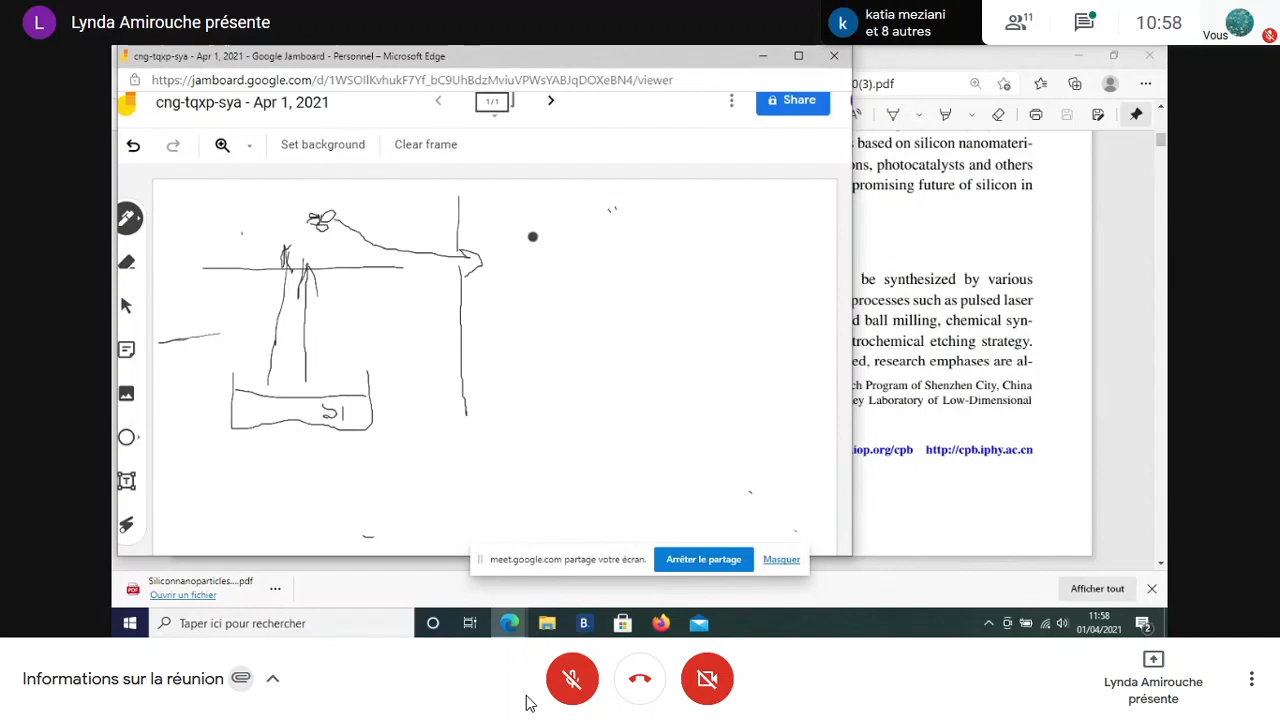 L Lynda Amirouche présente
k katia meziani
et 8 autres
11
10:58
Vous
cng-tqxp-sya - Apr 1, 2021 - Google Jamboard - Personnel - Microsoft Edge
https://jamboard.google.com/d/1WSOIlKvhukF7Yf_bC9UhBdzMviuVPWsYABJqDOXeBN4/viewer
0(3).pdf
cng-tqxp-sya - Apr 1, 2021
1/1
Share
Set background
Clear frame
s based on silicon nanomateri-
ons, photocatalysts and others
promising future of silicon in
be synthesized by various
processes such as pulsed laser
d ball milling, chemical syn-
trochemical etching strategy.
ed, research emphases are al-
ch Program of Shenzhen City, China
ey Laboratory of Low-Dimensional
iop.org/cpb http://cpb.iphy.ac.cn
meet.google.com partage votre écran.
Arrêter le partage
Masquer
Siliconnanoparticles....pdf
Ouvrir un fichier
Afficher tout
Taper ici pour rechercher
B.
11:58
01/04/2021
2
Informations sur la réunion
Lynda Amirouche
présente